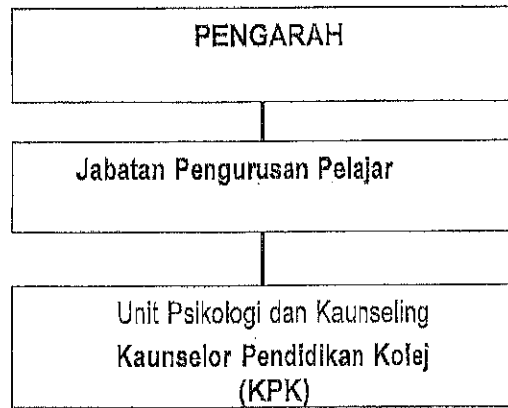 PENGARAH
Jabatan Pengurusan Pelajar
Unit Psikologi dan Kaunseling
Kaunselor Pendidikan Kolej
(KPK)